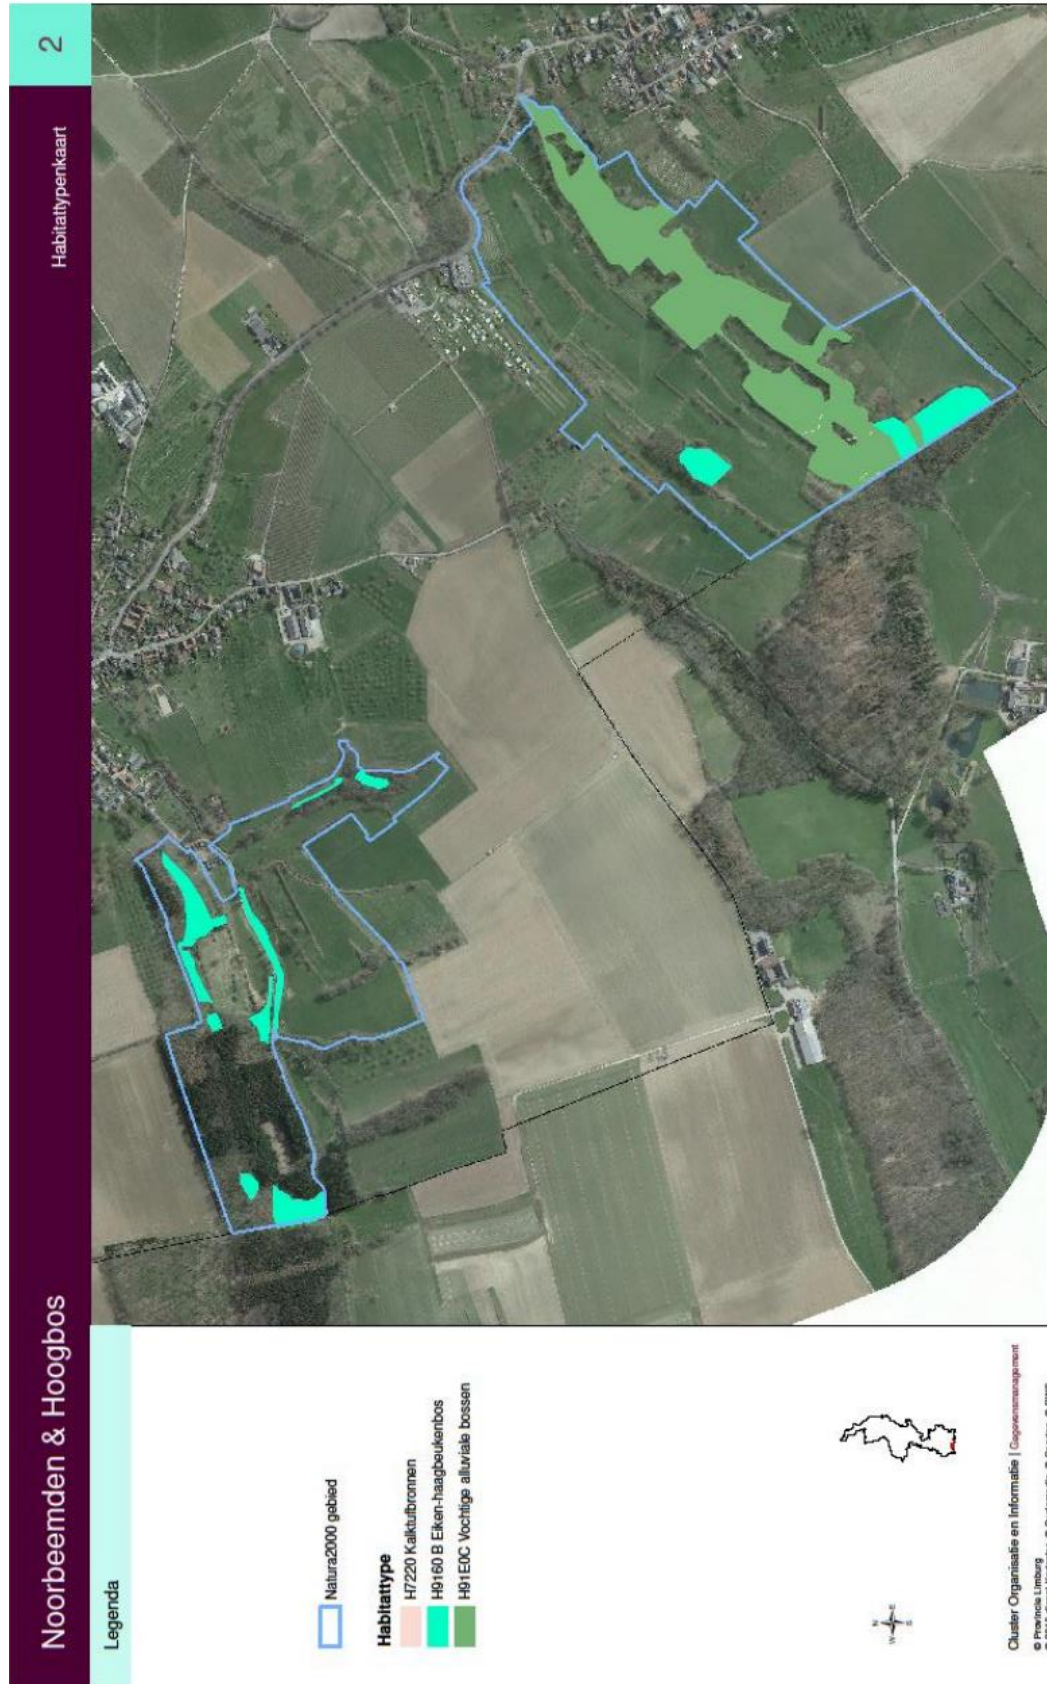 Noorbeemden & Hoogbos
Habitattypenkaart
2
Legenda
Natura2000 gebied
Habitattype
H7220 Kalktufbronnen
H9160 B Eiken-haagbeukenbos
H91E0C Vochtige alluviale bossen
N
W E
S
Cluster Organisatie en Informatie | Gegevensmanagement
© Provincie Limburg